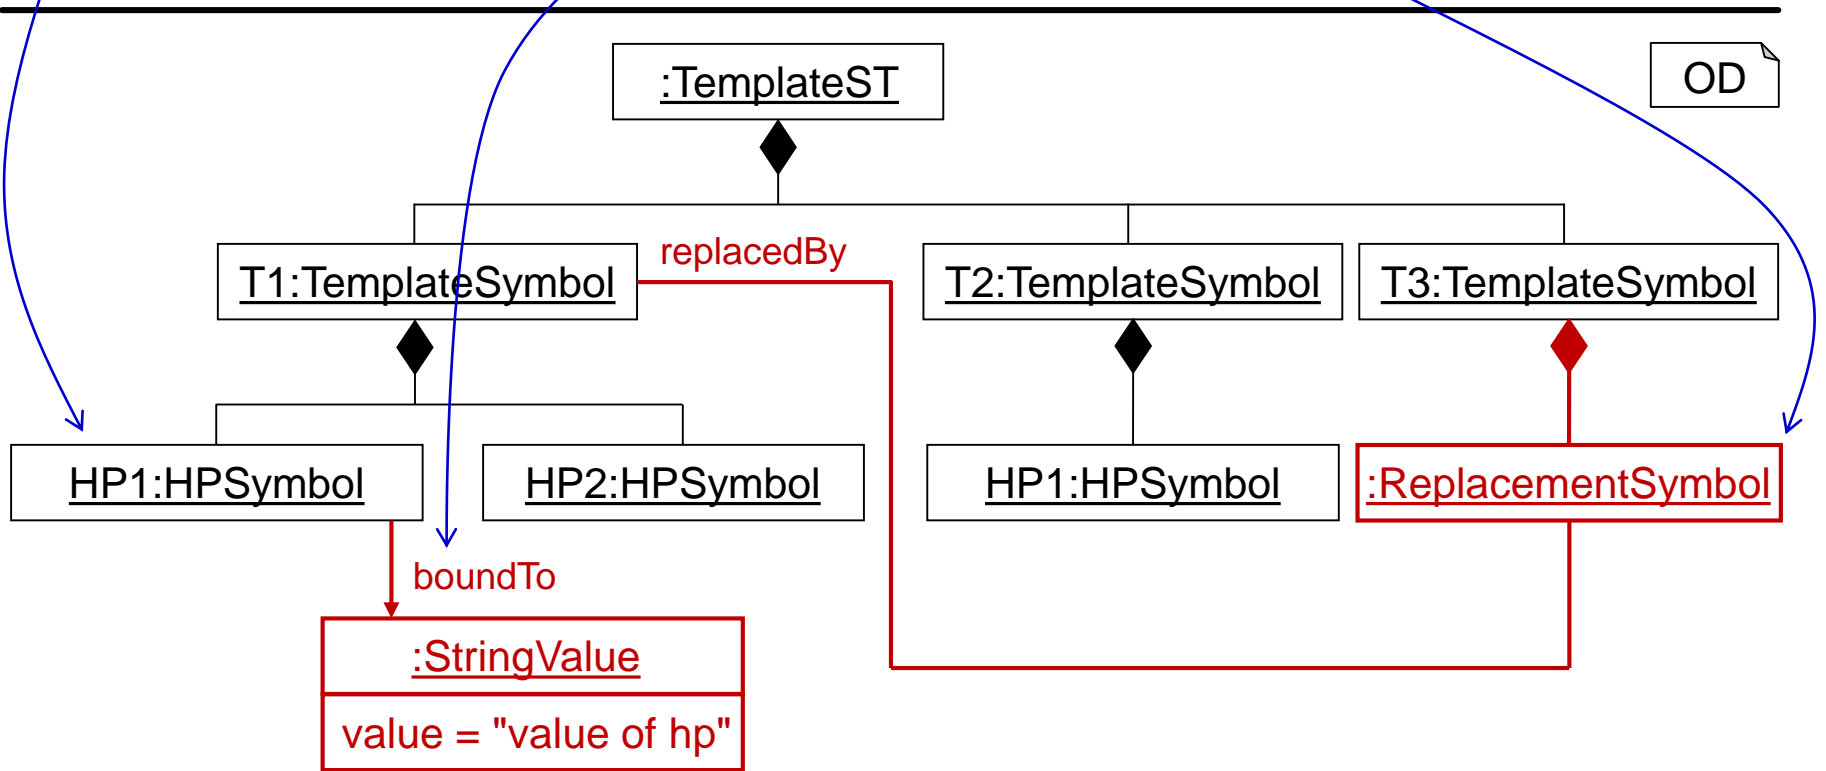 :TemplateST
OD
replacedBy
T1:TemplateSymbol
T2:TemplateSymbol
T3:TemplateSymbol
HP1:HPSymbol
HP2:HPSymbol
HP1:HPSymbol
:ReplacementSymbol
boundTo
:StringValue
value = "value of hp"